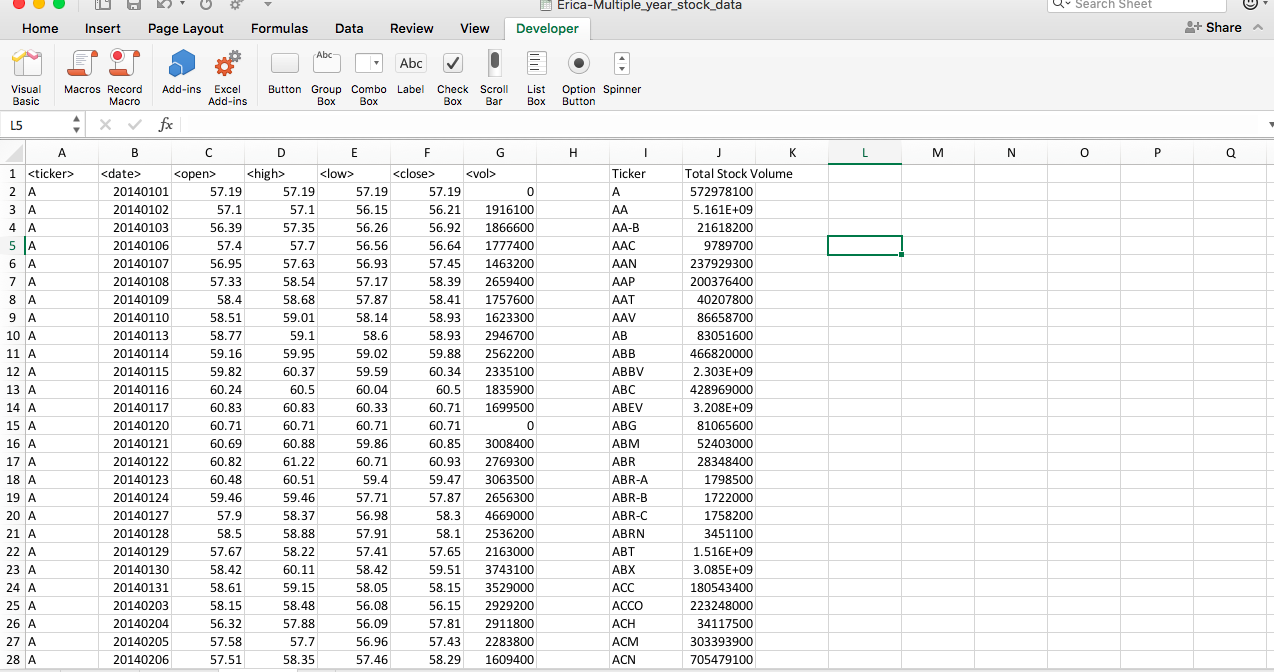 Erica-Multiple_year_stock_data
Search Sheet
Home Insert Page Layout Formulas Data Review View Developer Share
Visual Basic Macros Record Macro Add-ins Excel Add-ins Button Group Box Combo Box Label Check Box Scroll Bar List Box Option Button Spinner
Abc Abc
L5 fx
A B C D E F G H I J K L M N O P Q
1 <ticker> <date> <open> <high> <low> <close> <vol> Ticker Total Stock Volume
2 A 20140101 57.19 57.19 57.19 57.19 0 A 572978100
3 A 20140102 57.1 57.1 56.15 56.21 1916100 AA 5.161E+09
4 A 20140103 56.39 57.35 56.26 56.92 1866600 AA-B 21618200
5 A 20140106 57.4 57.7 56.56 56.64 1777400 AAC 9789700
6 A 20140107 56.95 57.63 56.93 57.45 1463200 AAN 237929300
7 A 20140108 57.33 58.54 57.17 58.39 2659400 AAP 200376400
8 A 20140109 58.4 58.68 57.87 58.41 1757600 AAT 40207800
9 A 20140110 58.51 59.01 58.14 58.93 1623300 AAV 86658700
10 A 20140113 58.77 59.1 58.6 58.93 2946700 AB 83051600
11 A 20140114 59.16 59.95 59.02 59.88 2562200 ABB 466820000
12 A 20140115 59.82 60.37 59.59 60.34 2335100 ABBV 2.303E+09
13 A 20140116 60.24 60.5 60.04 60.5 1835900 ABC 428969000
14 A 20140117 60.83 60.83 60.33 60.71 1699500 ABEV 3.208E+09
15 A 20140120 60.71 60.71 60.71 60.71 0 ABG 81065600
16 A 20140121 60.69 60.88 59.86 60.85 3008400 ABM 52403000
17 A 20140122 60.82 61.22 60.71 60.93 2769300 ABR 28348400
18 A 20140123 60.48 60.51 59.4 59.47 3063500 ABR-A 1798500
19 A 20140124 59.46 59.46 57.71 57.87 2656300 ABR-B 1722000
20 A 20140127 57.9 58.37 56.98 58.3 4669000 ABR-C 1758200
21 A 20140128 58.5 58.88 57.91 58.1 2536200 ABRN 3451100
22 A 20140129 57.67 58.22 57.41 57.65 2163000 ABT 1.516E+09
23 A 20140130 58.42 60.11 58.42 59.51 3743100 ABX 3.085E+09
24 A 20140131 58.61 59.15 58.05 58.15 3529000 ACC 180543400
25 A 20140203 58.15 58.48 56.08 56.15 2929200 ACCO 223248000
26 A 20140204 56.32 57.88 56.09 57.81 2911800 ACH 34117500
27 A 20140205 57.58 57.7 56.96 57.43 2283800 ACM 303393900
28 A 20140206 57.51 58.35 57.46 58.29 1609400 ACN 705479100